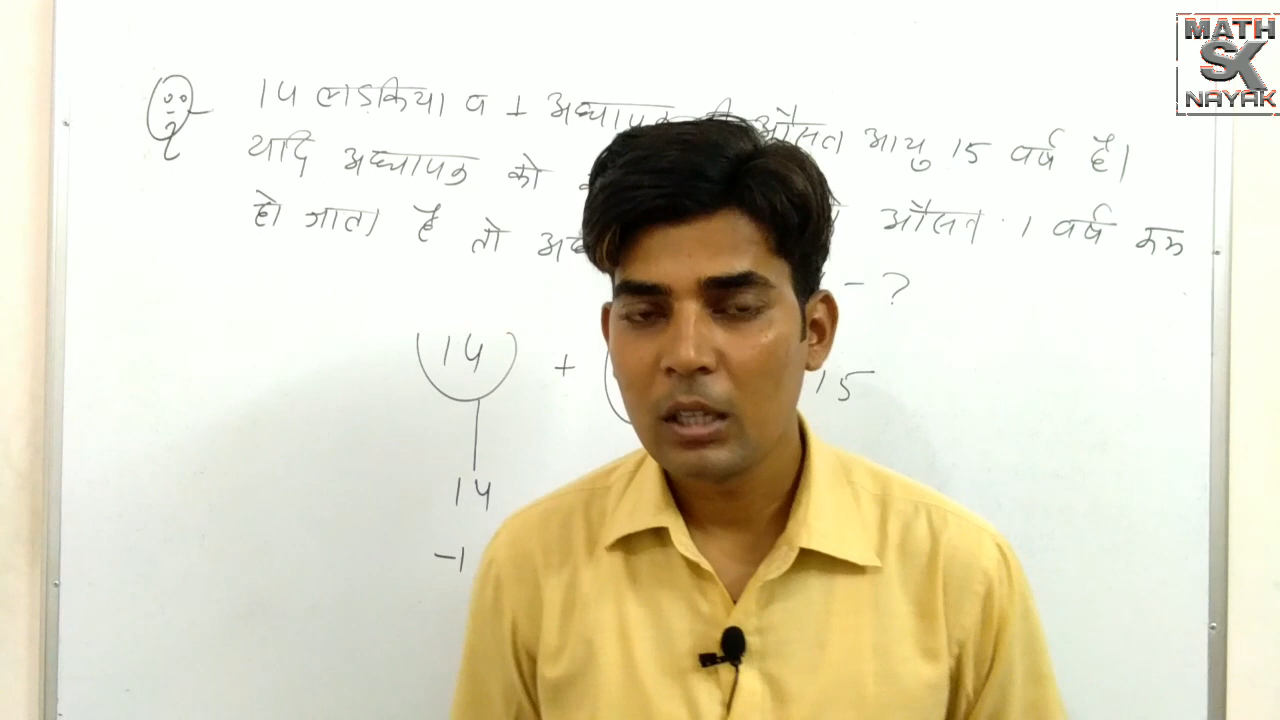 14 लडकिया व 1 अध्यापक की औसत आयु 15 वर्ष है।
यदि अध्यापक को
हो जाता है तो औसत 1 वर्ष कम
- ?
14 + 15
14
-1
MATH
SK
NAYAK